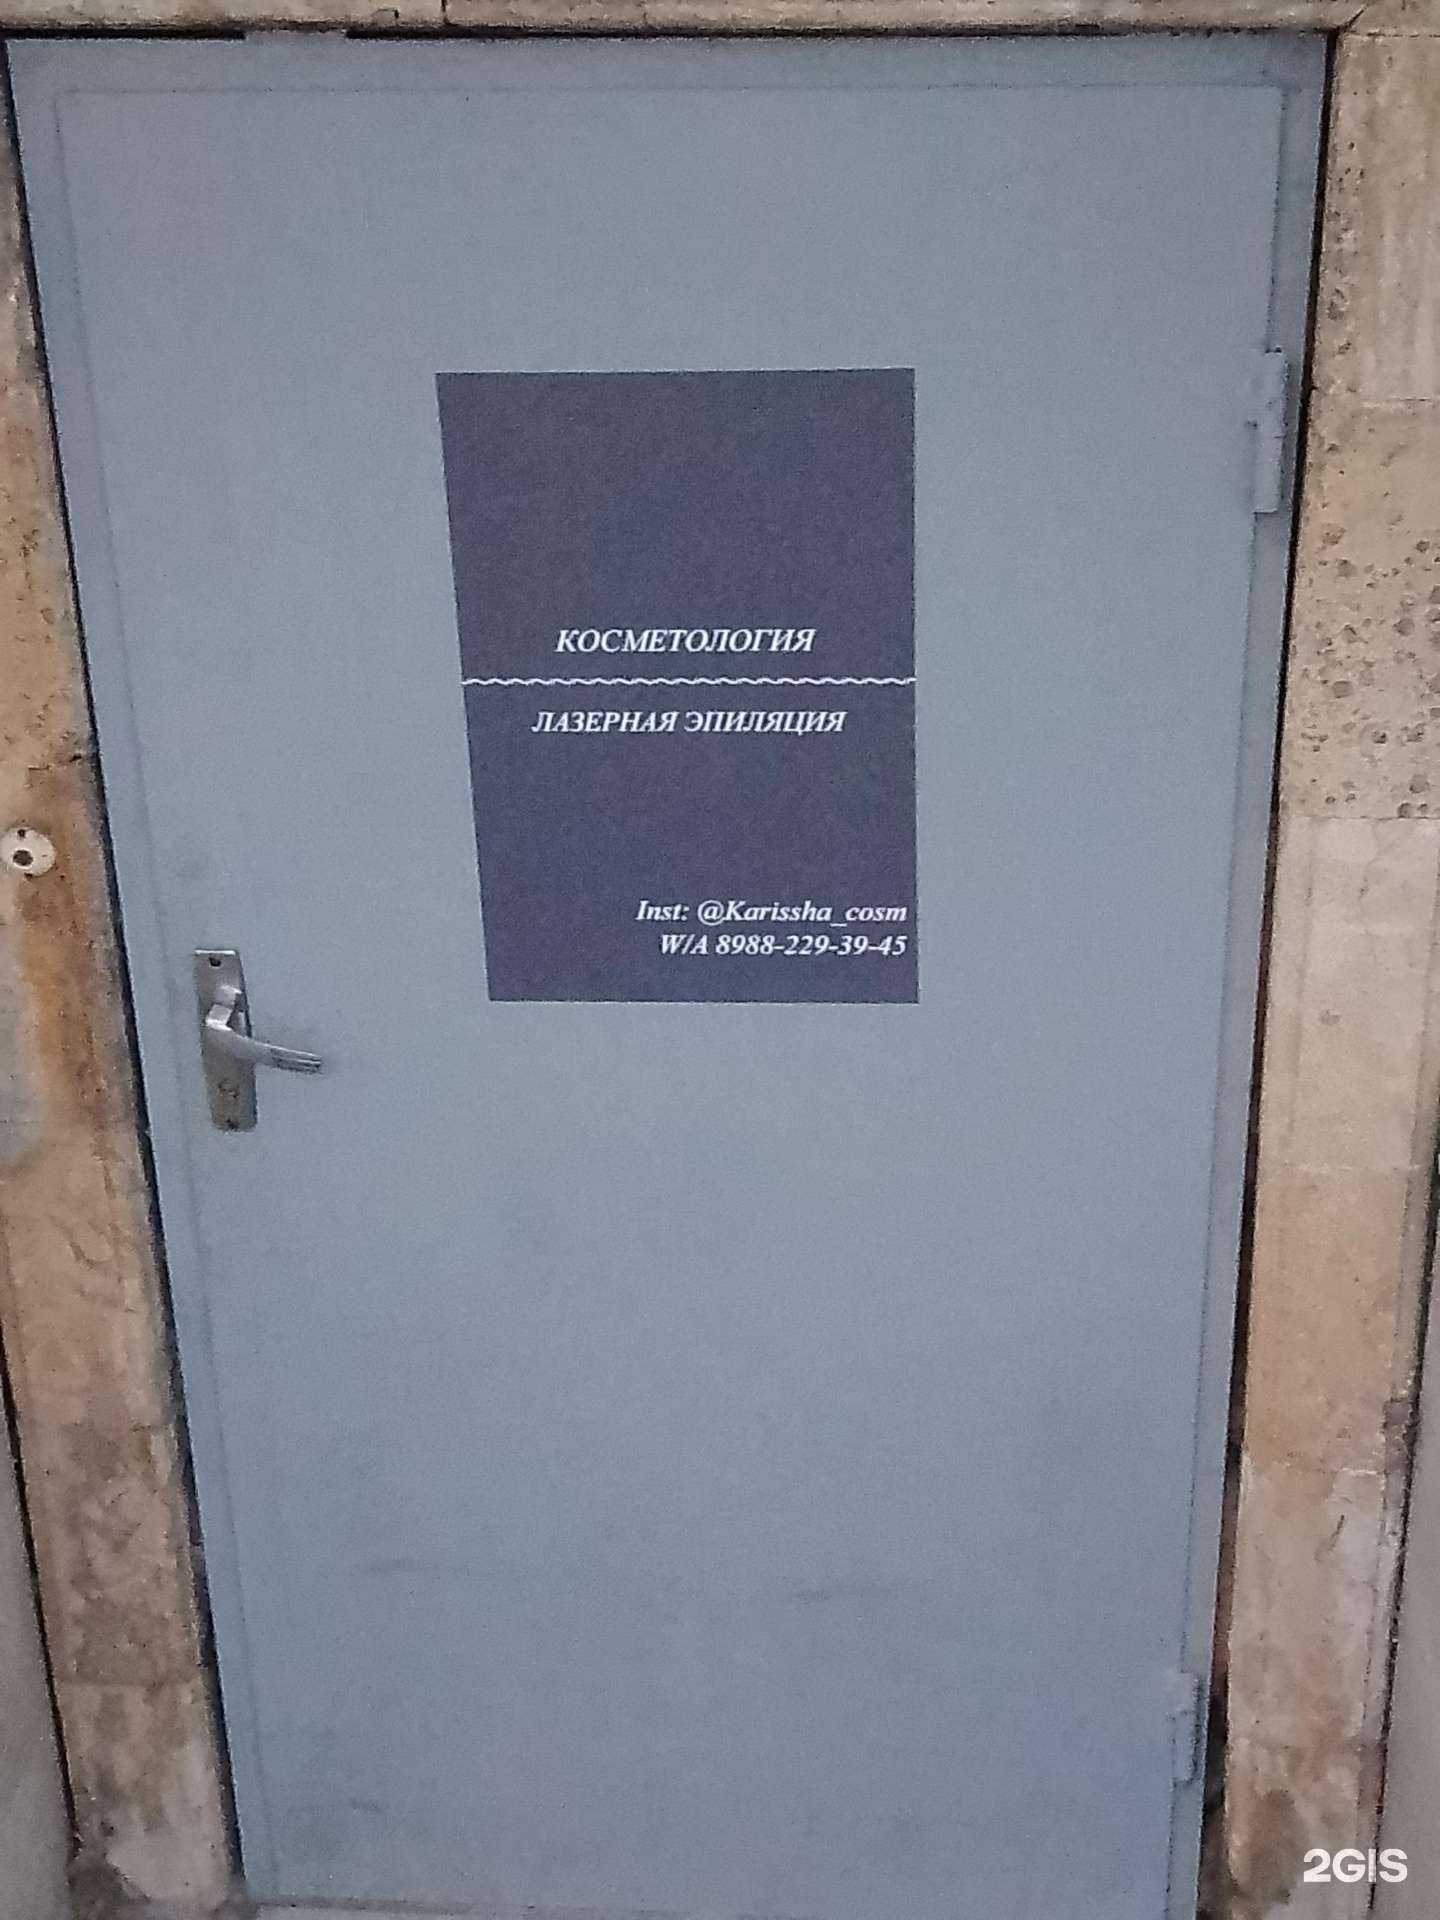 КОСМЕТОЛОГИЯ
ЛАЗЕРНАЯ ЭПИЛЯЦИЯ
Inst: @Karissha_cosm
W/A 8988-229-39-45
2GIS